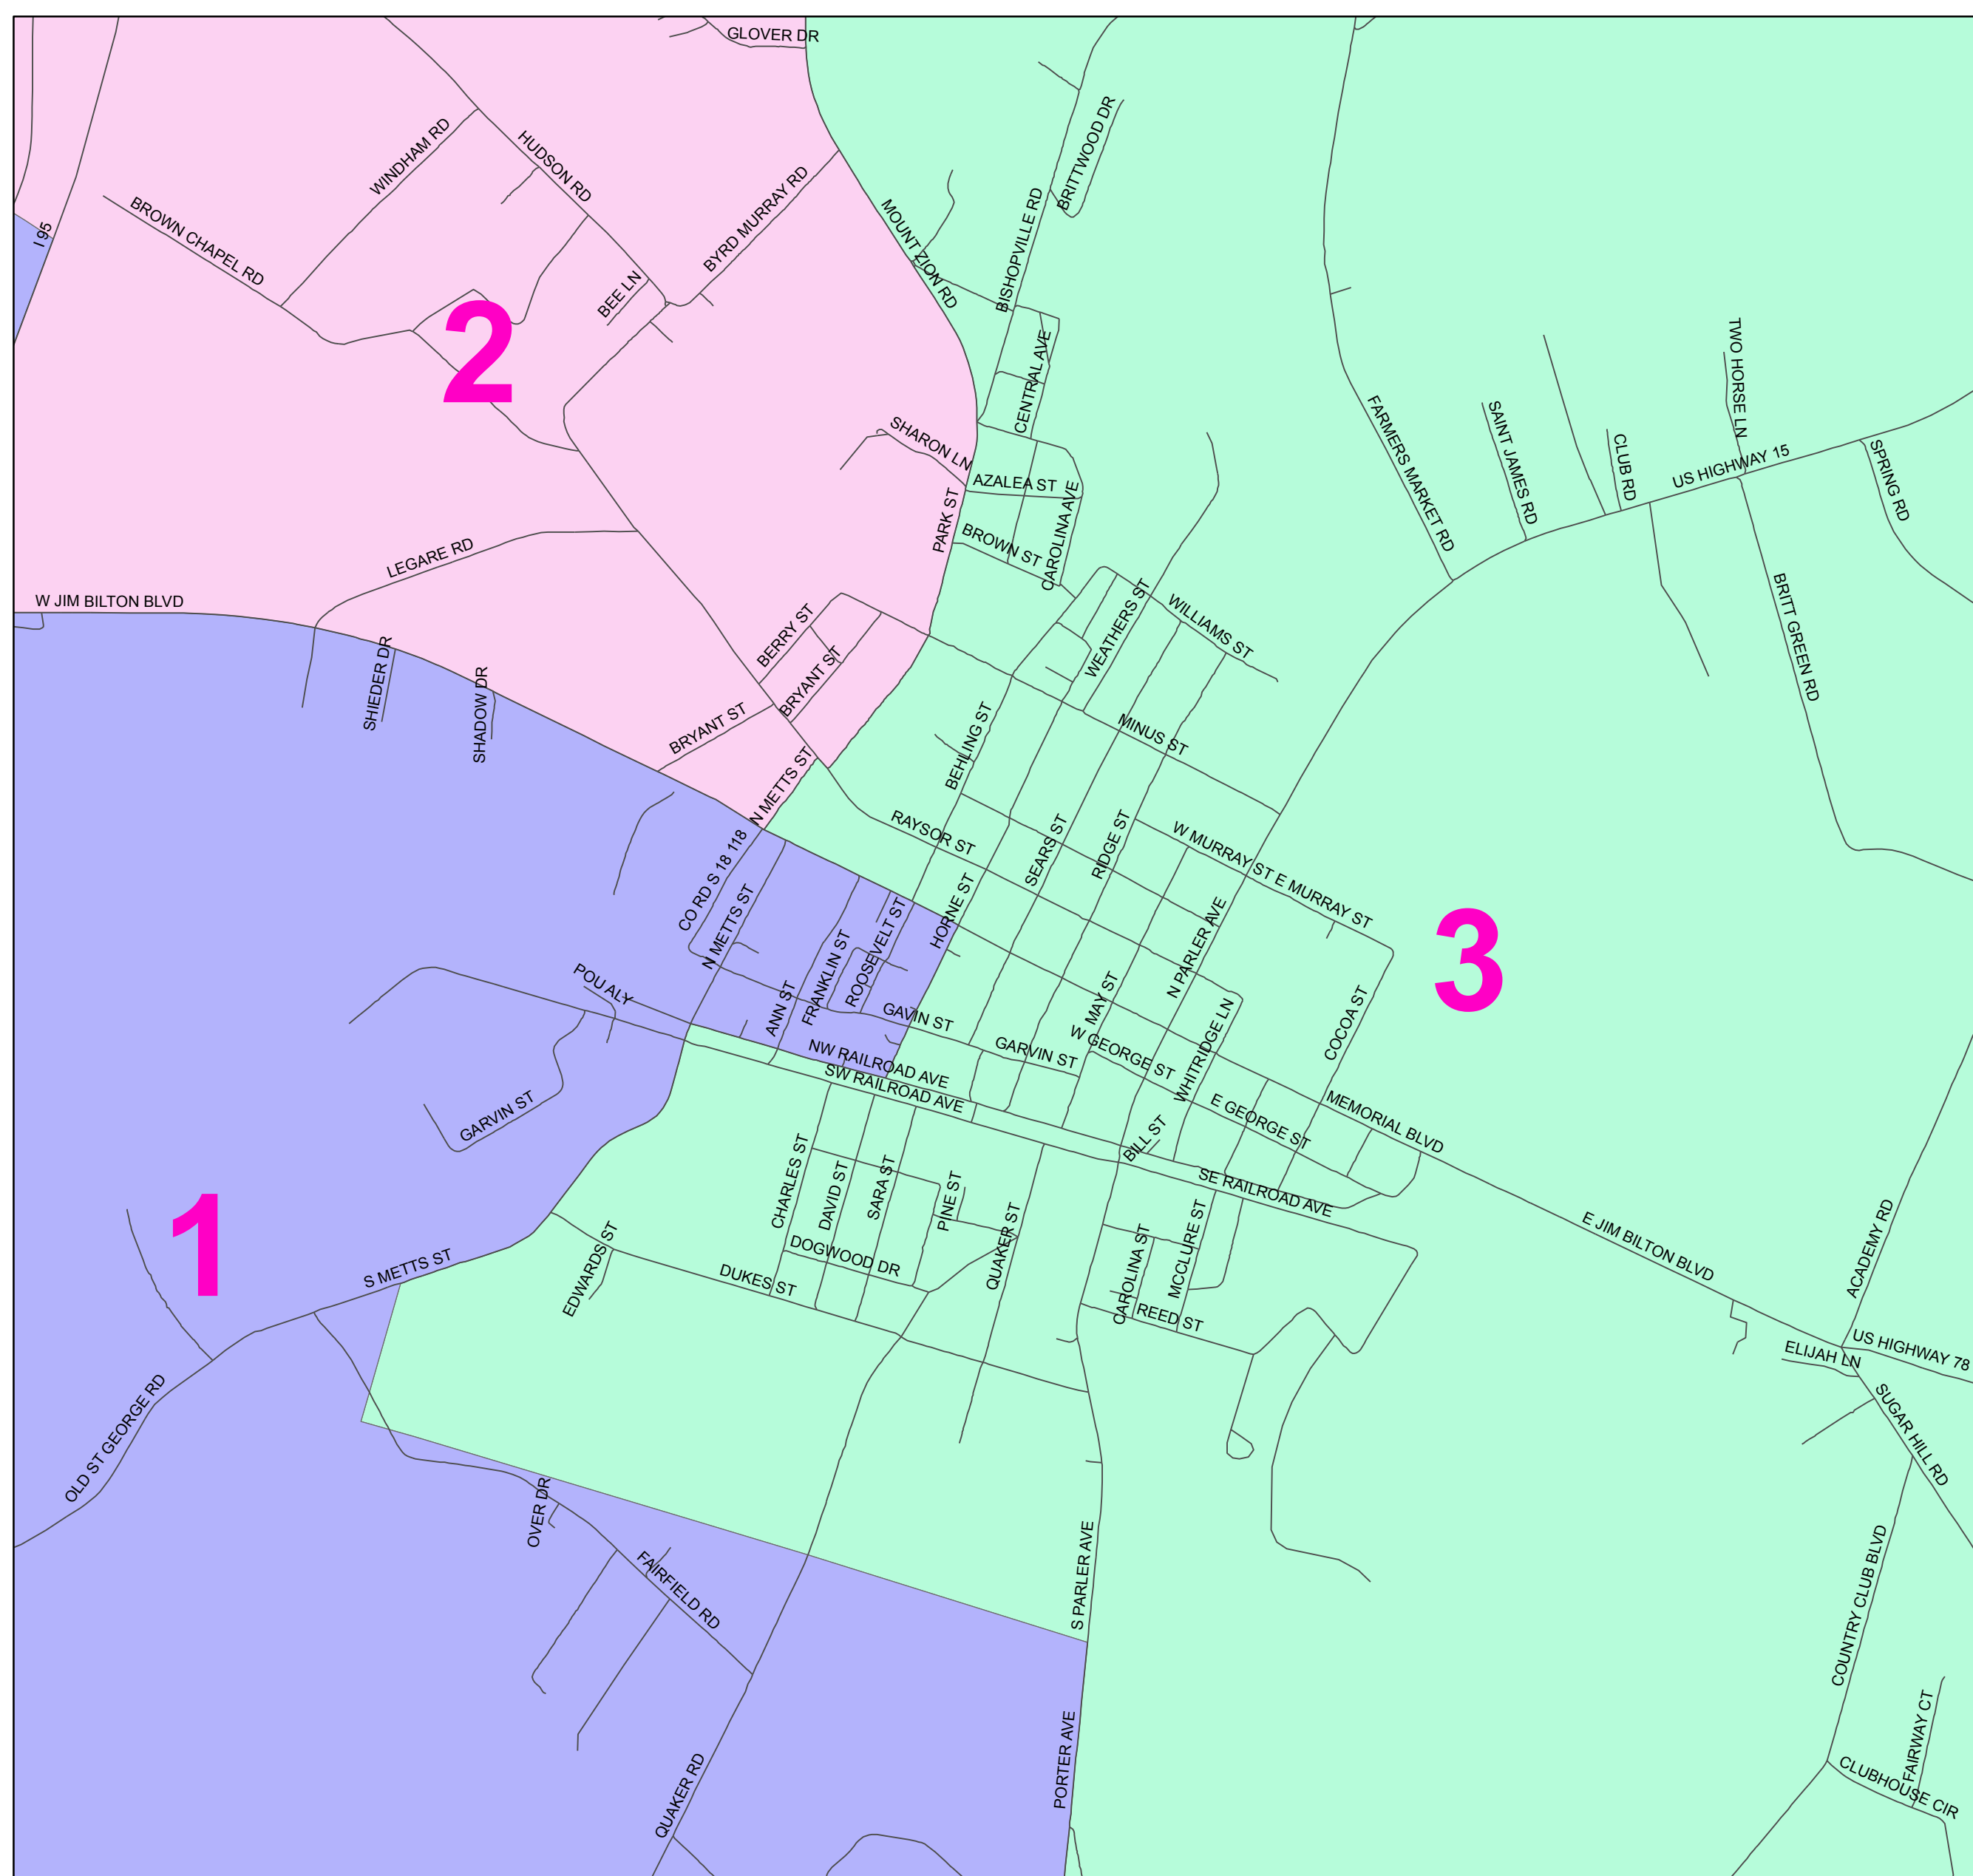 GLOVER DR
WINDHAM RD
HUDSON RD
BRITTWOOD DR
BYRD MURRAY RD
BROWN CHAPEL RD
I 95
MOUNT ZION RD
BISHOPVILLE RD
BEE LN
2
CENTRAL AVE
TWO HORSE LN
FARMERS MARKET RD
SAINT JAMES RD
CLUB RD
US HIGHWAY 15
SPRING RD
SHARON LN
AZALEA ST
PARK ST
CAROLINA AVE
BROWN ST
LEGARE RD
W JIM BILTON BLVD
BRITT GREEN RD
WEATHERS ST
WILLIAMS ST
BERRY ST
BRYANT ST
BRYANT ST
SHIEDER DR
SHADOW DR
MINUS ST
BEHLING ST
N METTS ST
RAYSOR ST
SEARS ST
RIDGE ST
W MURRAY ST
E MURRAY ST
CO RD S 18 118
N METTS ST
HORNE ST
ROOSEVELT ST
FRANKLIN ST
N PARLER AVE
3
POU ALY
ANN ST
GAVIN ST
MAY ST
WHITRIDGE LN
COCOA ST
GARVIN ST
W GEORGE ST
NW RAILROAD AVE
SW RAILROAD AVE
GARVIN ST
E GEORGE ST
MEMORIAL BLVD
BILL ST
CHARLES ST
DAVID ST
SARA ST
PINE ST
SE RAILROAD AVE
1
S METTS ST
EDWARDS ST
DOGWOOD DR
DUKES ST
QUAKER ST
CAROLINA ST
MCCLURE ST
REED ST
E JIM BILTON BLVD
ACADEMY RD
US HIGHWAY 78
ELIJAH LN
SUGAR HILL RD
OLD ST GEORGE RD
OVER DR
FAIRFIELD RD
S PARLER AVE
COUNTRY CLUB BLVD
PORTER AVE
QUAKER RD
FAIRWAY CT
CLUBHOUSE CIR